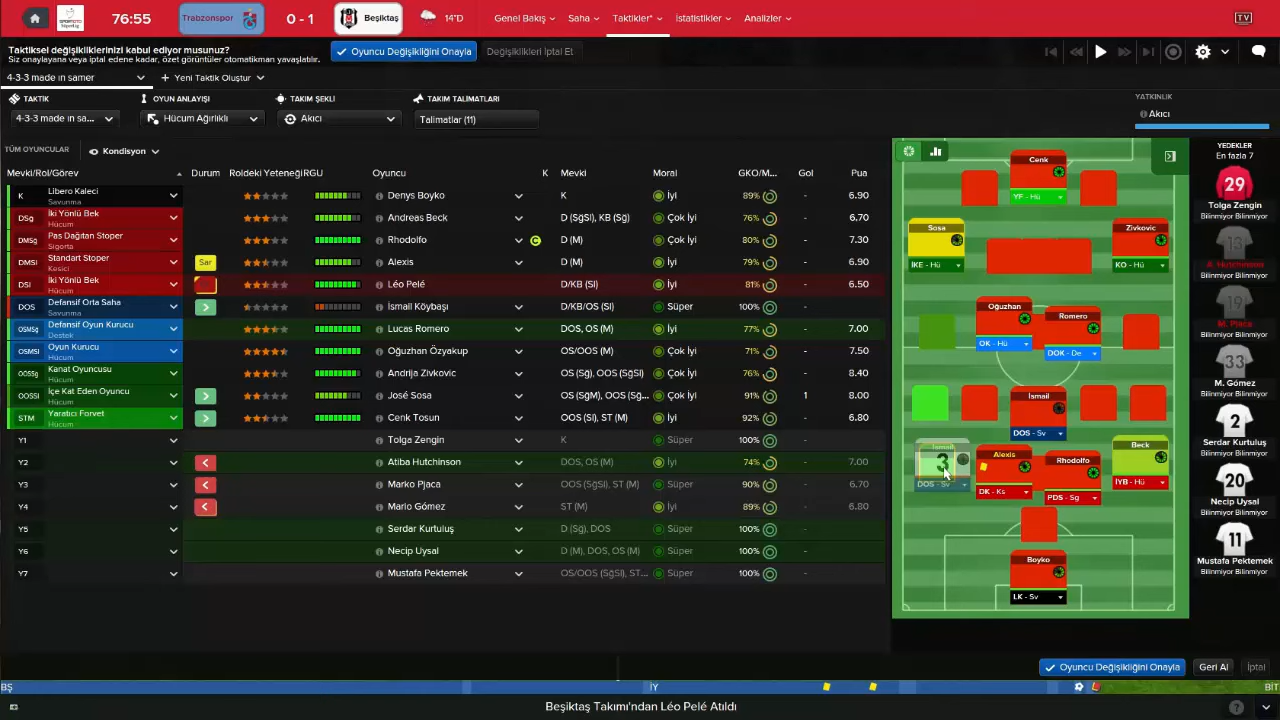 76:55
Trabzonspor
0 - 1
Beşiktaş
14°D
Genel Bakış
Saha
Taktikler*
İstatistikler
Analizler
TV
Taktiksel değişikliklerinizi kabul ediyor musunuz?
Siz onaylayana veya iptal edene kadar, özet görüntüler otomatikman yavaşlatılır.
Oyuncu Değişikliğini Onayla
Değişiklikleri İptal Et
4-3-3 made in samer
Yeni Taktik Oluştur
TAKTİK
OYUN ANLAYIŞI
TAKIM ŞEKLİ
TAKIM TALİMATLARI
YATKINLIK
4-3-3 made in sa...
Hücum Ağırlıklı
Akıcı
Talimatlar (11)
Akıcı
TÜM OYUNCULAR
Kondisyon
Mevki/Rol/Görev Durum Roldeki Yeteneği RGU Oyuncu K Mevki Moral GKO/M... Gol Pua
K Libero Kaleci Savunma Denys Boyko K İyi 89% - 6.90
DSğ İki Yönlü Bek Hücum Andreas Beck D (SğSl), KB (Sğ) Çok İyi 76% - 6.70
DMSğ Pas Dağıtan Stoper Sigorta Rhodolfo C D (M) Çok İyi 80% - 7.30
DMSl Standart Stoper Kesici Sar Alexis D (M) İyi 79% - 6.90
DSl İki Yönlü Bek Hücum Léo Pelé D/KB (Sl) İyi 81% - 6.50
DOS Defansif Orta Saha Savunma İsmail Köybaşı D/KB/OS (Sl) Süper 100% -
OSMSğ Defansif Oyun Kurucu Destek Lucas Romero DOS, OS (M) İyi 77% - 7.00
OSMSl Oyun Kurucu Hücum Oğuzhan Özyakup OS/OOS (M) Çok İyi 71% - 7.50
OOSSğ Kanat Oyuncusu Hücum Andrija Zivkovic OS (Sğ), OOS (SğSl) Çok İyi 76% - 8.40
OOSSl İçe Kat Eden Oyuncu Hücum José Sosa OS (SğM), OOS (Sğ... Çok İyi 91% 1 8.00
STM Yaratıcı Forvet Hücum Cenk Tosun OOS (Sl), ST (M) İyi 92% - 6.80
Y1 Tolga Zengin K Süper 100% -
Y2 Atiba Hutchinson DOS, OS (M) İyi 74% - 7.00
Y3 Marko Pjaca OOS (SğSl), ST (M) Süper 90% - 6.70
Y4 Mario Gómez ST (M) İyi 89% - 6.80
Y5 Serdar Kurtuluş D (Sğ), DOS Süper 100% -
Y6 Necip Uysal D (M), DOS, OS (M) Süper 100% -
Y7 Mustafa Pektemek OS/OOS (SğSl), ST... Süper 100% -
Cenk
YF - Hü
Sosa
İKE - Hü
Zivkovic
KO - Hü
Oğuzhan
OK - Hü
Romero
DOK - De
İsmail
DOS - Sv
İsmail
3
DOS - Sv
Alexis
DK - Ks
Rhodolfo
PDS - Sg
Beck
İYB - Hü
Boyko
LK - Sv
YEDEKLER
En fazla 7
29
Tolga Zengin
Bilinmiyor Bilinmiyor
13
A. Hutchinson
Bilinmiyor Bilinmiyor
19
M. Pjaca
Bilinmiyor Bilinmiyor
33
M. Gómez
Bilinmiyor Bilinmiyor
2
Serdar Kurtuluş
Bilinmiyor Bilinmiyor
20
Necip Uysal
Bilinmiyor Bilinmiyor
11
Mustafa Pektemek
Bilinmiyor Bilinmiyor
Oyuncu Değişikliğini Onayla
Geri Al
İptal
BŞ
İY
BİT
Beşiktaş Takımı'ndan Léo Pelé Atıldı